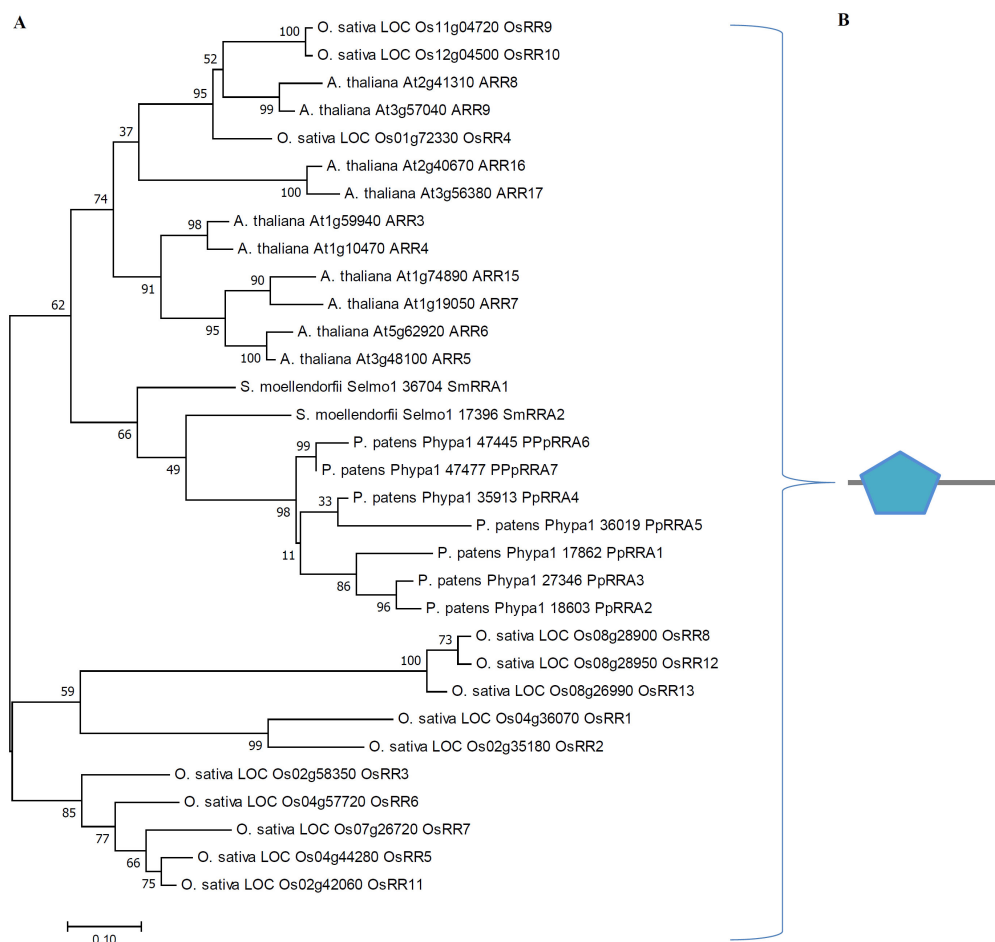 A
B
O. sativa LOC Os11g04720 OsRR9
100
O. sativa LOC Os12g04500 OsRR10
52
A. thaliana At2g41310 ARR8
95
99
A. thaliana At3g57040 ARR9
37
O. sativa LOC Os01g72330 OsRR4
A. thaliana At2g40670 ARR16
100
A. thaliana At3g56380 ARR17
74
98
A. thaliana At1g59940 ARR3
A. thaliana At1g10470 ARR4
90
A. thaliana At1g74890 ARR15
91
62
A. thaliana At1g19050 ARR7
95
A. thaliana At5g62920 ARR6
100
A. thaliana At3g48100 ARR5
S. moellendorfii Selmo1 36704 SmRRA1
66
S. moellendorfii Selmo1 17396 SmRRA2
99
P. patens Phypa1 47445 PPpRRA6
49
P. patens Phypa1 47477 PPpRRA7
33
P. patens Phypa1 35913 PpRRA4
98
P. patens Phypa1 36019 PpRRA5
11
P. patens Phypa1 17862 PpRRA1
86
P. patens Phypa1 27346 PpRRA3
96
P. patens Phypa1 18603 PpRRA2
73
O. sativa LOC Os08g28900 OsRR8
100
O. sativa LOC Os08g28950 OsRR12
59
O. sativa LOC Os08g26990 OsRR13
O. sativa LOC Os04g36070 OsRR1
99
O. sativa LOC Os02g35180 OsRR2
O. sativa LOC Os02g58350 OsRR3
85
O. sativa LOC Os04g57720 OsRR6
77
O. sativa LOC Os07g26720 OsRR7
66
O. sativa LOC Os04g44280 OsRR5
75
O. sativa LOC Os02g42060 OsRR11
0.10